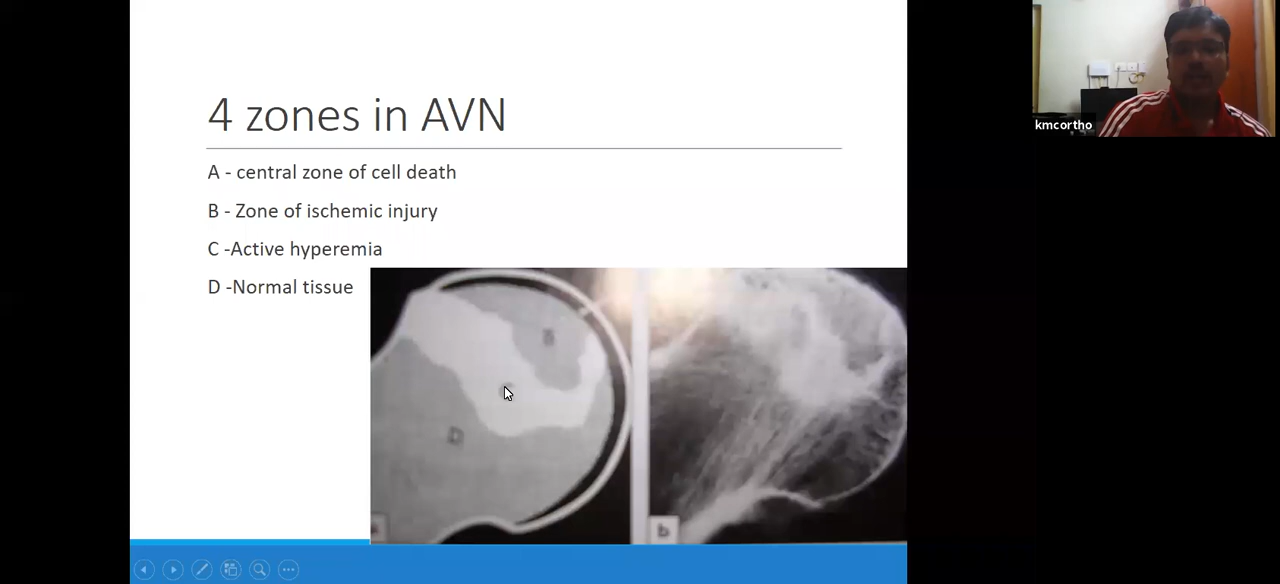 4 zones in AVN
A - central zone of cell death
B - Zone of ischemic injury
C -Active hyperemia
D -Normal tissue
kmcortho
D
b